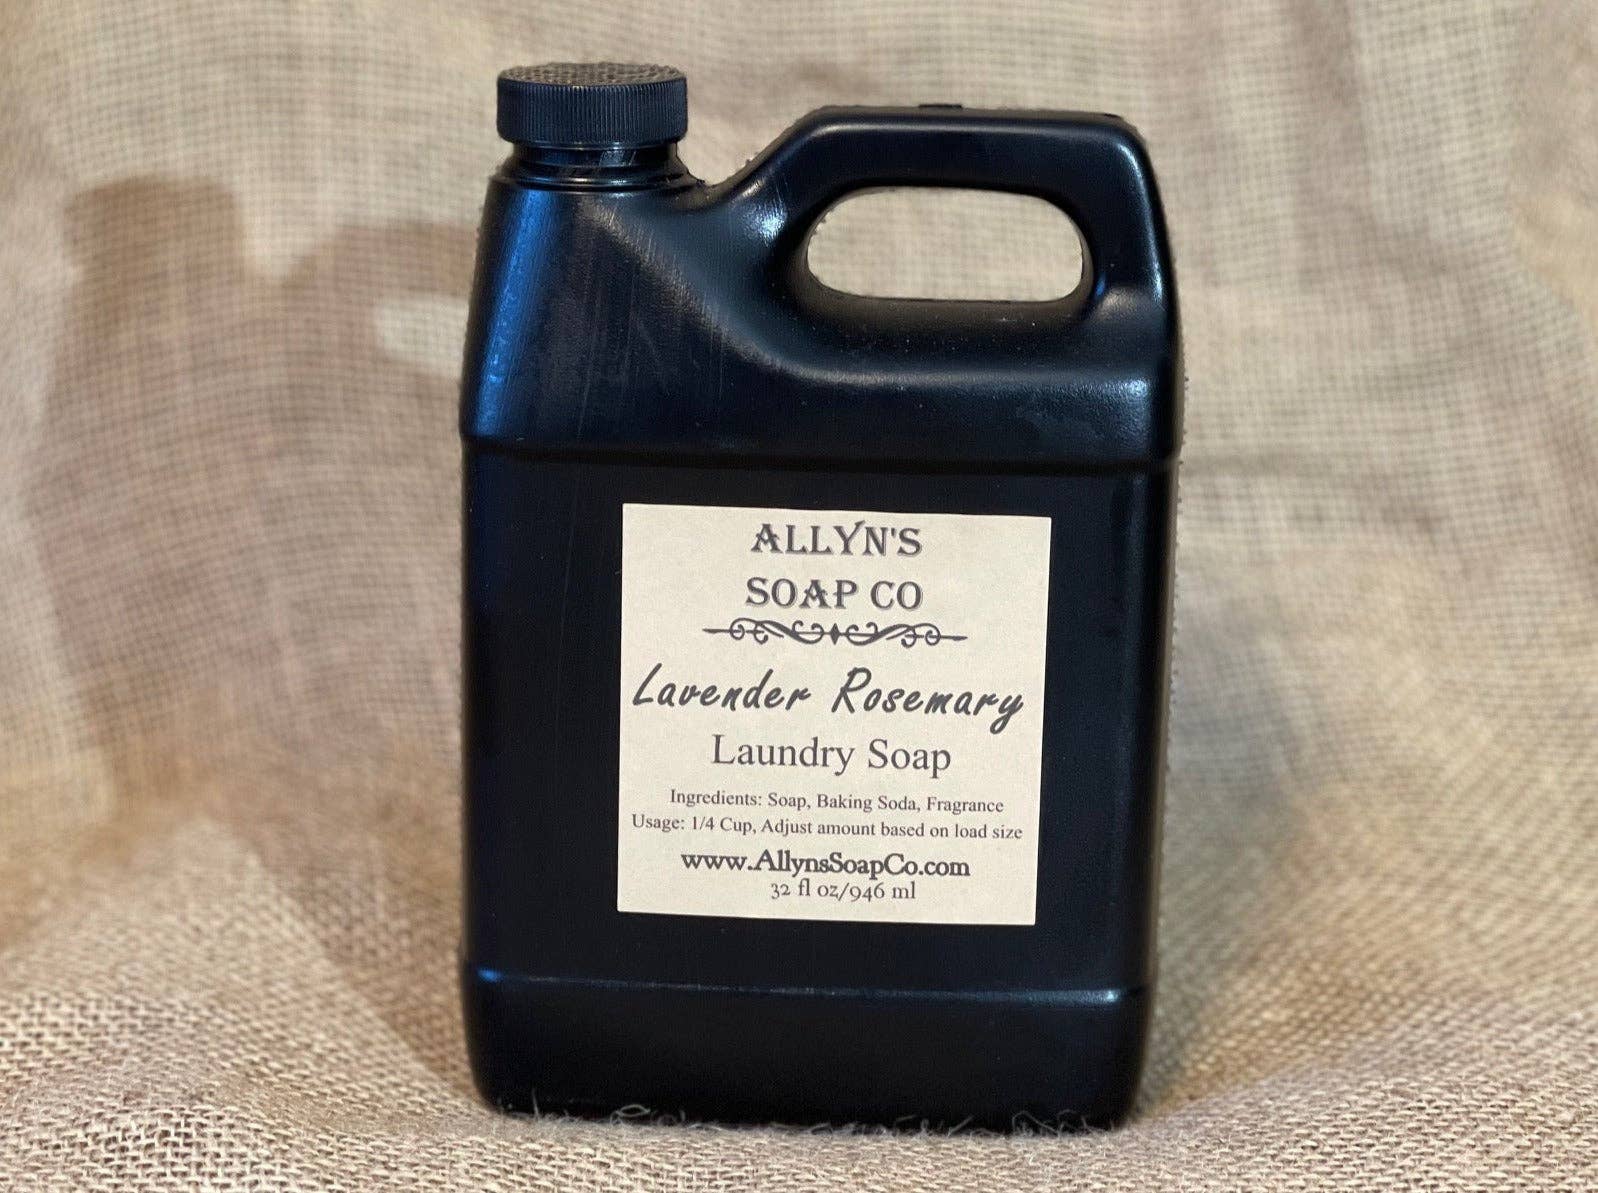 ALLYN'S
SOAP CO
Lavender Rosemary
Laundry Soap
Ingredients: Soap, Baking Soda, Fragrance
Usage: 1/4 Cup, Adjust amount based on load size
www.AllynsSoapCo.com
32 fl oz/946 ml